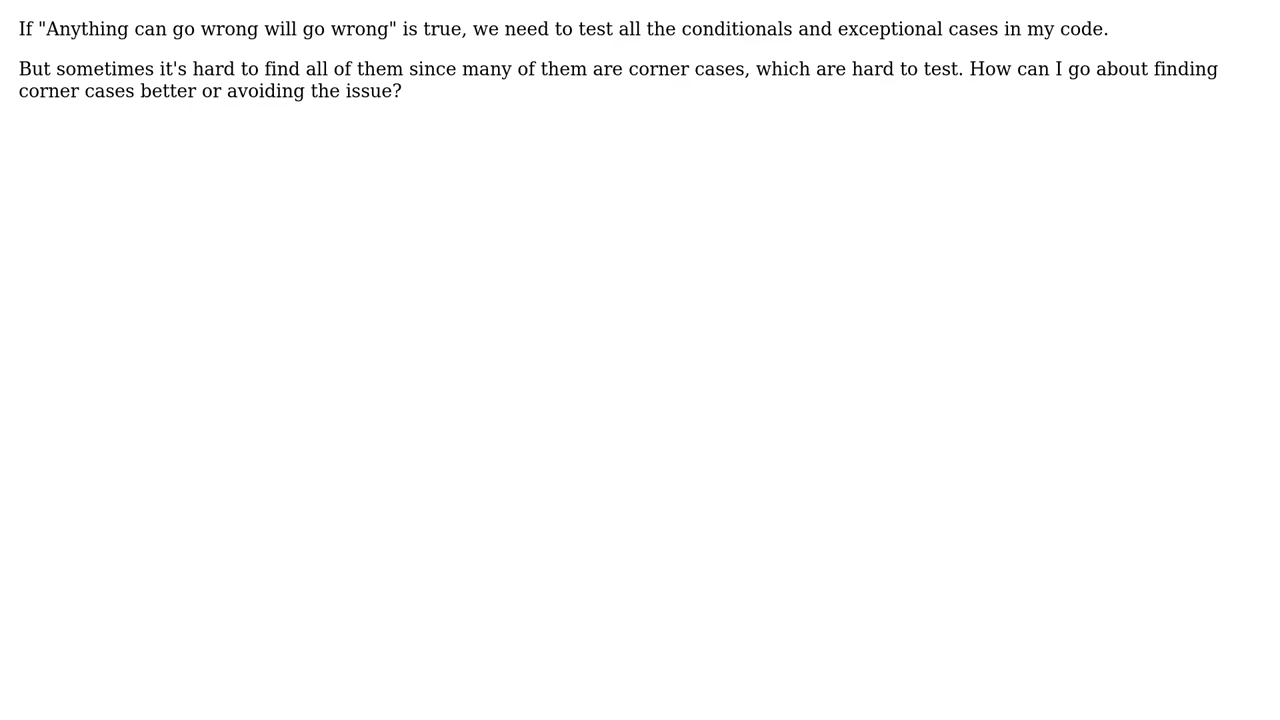 If "Anything can go wrong will go wrong" is true, we need to test all the conditionals and exceptional cases in my code.
But sometimes it's hard to find all of them since many of them are corner cases, which are hard to test. How can I go about finding
corner cases better or avoiding the issue?